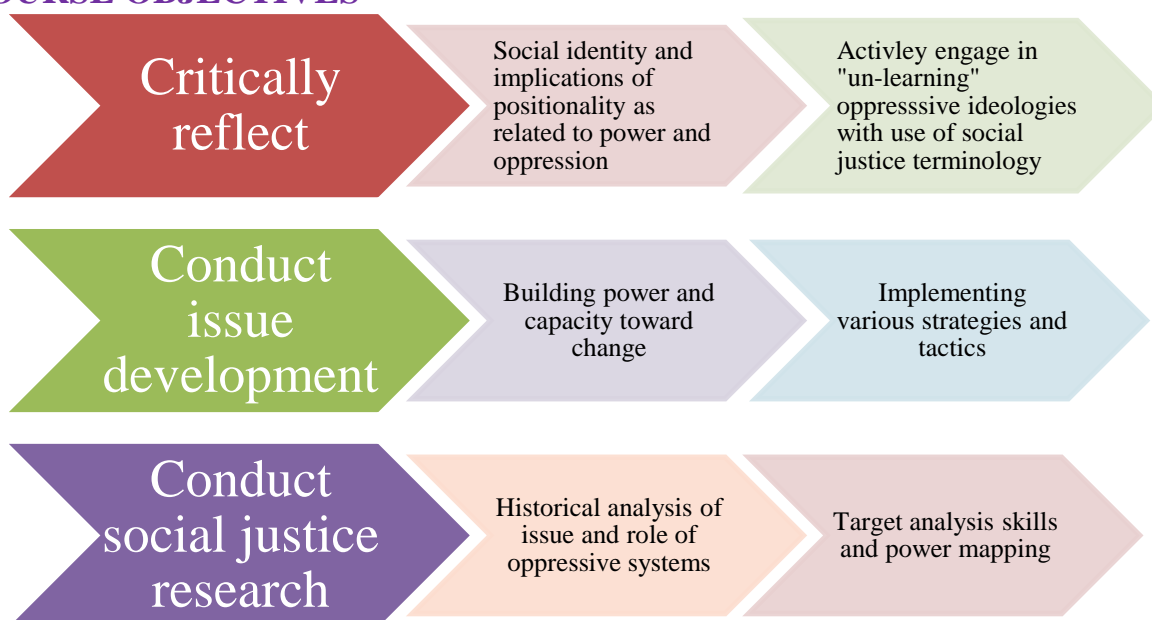 OURSE OBJECTIVES
Critically
reflect
Social identity and
implications of
positionality as
related to power and
oppression
Activley engage in
"un-learning"
oppresssive ideologies
with use of social
justice terminology
Conduct
issue
development
Building power and
capacity toward
change
Implementing
various strategies and
tactics
Conduct
social justice
research
Historical analysis of
issue and role of
oppressive systems
Target analysis skills
and power mapping